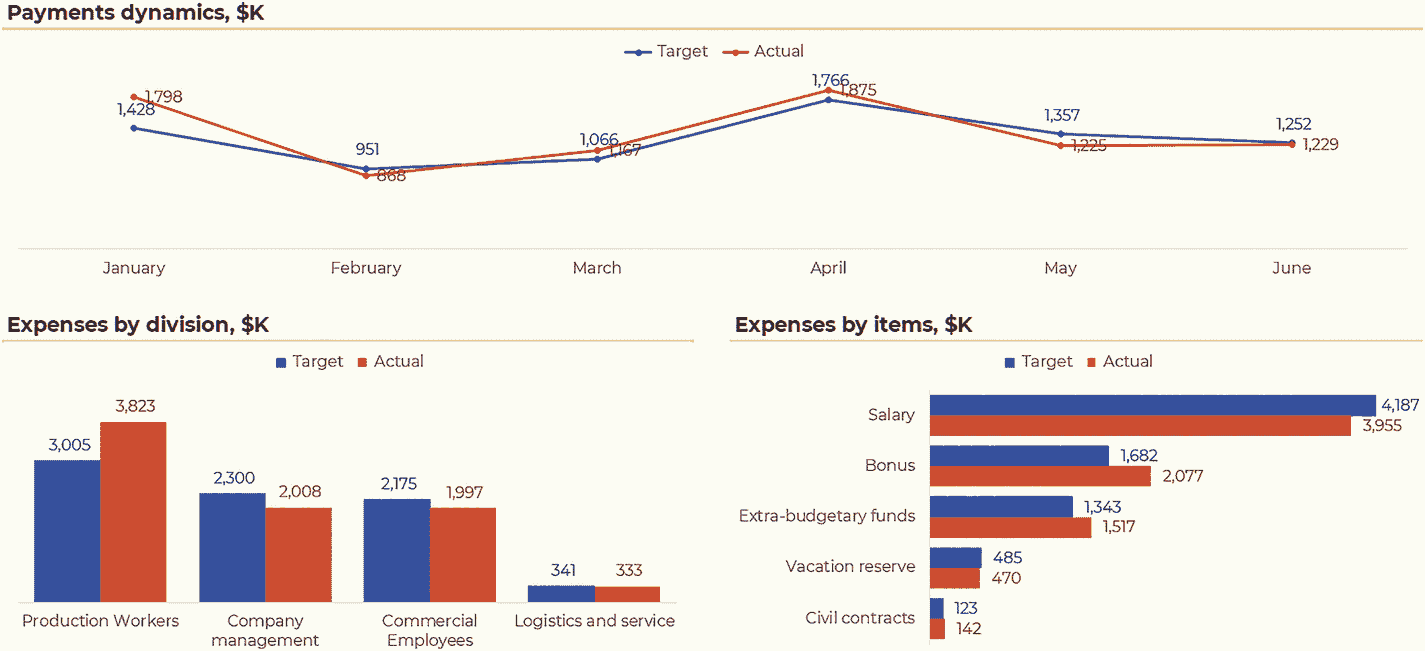 Payments dynamics, $K
Target Actual
1,766
1,875
1,798
1,428
1,357
1,252
1,066
951
1,167
1,225
1,229
868
January February March April May June
Expenses by division, $K
Target Actual
3,823
3,005
2,300
2,008
2,175
1,997
341
333
Production Workers Company Commercial Logistics and service
management Employees
Expenses by items, $K
Target Actual
Salary 4,187
3,955
Bonus 1,682
2,077
Extra-budgetary funds 1,343
1,517
Vacation reserve 485
470
Civil contracts 123
142